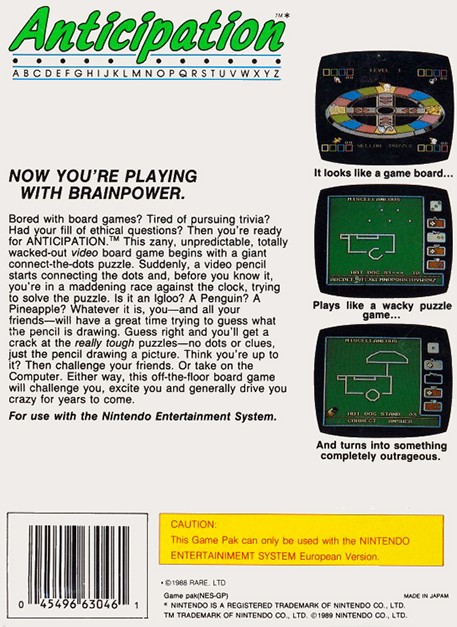 Anticipation™*
ABCDEFGHIJKLMNOPQRSTUVWXYZ
LEVEL 1
YELLOW PUZZLE
It looks like a game board...
NOW YOU'RE PLAYING
WITH BRAINPOWER.
Bored with board games? Tired of pursuing trivia?
Had your fill of ethical questions? Then you're ready
for ANTICIPATION.™ This zany, unpredictable, totally
wacked-out video board game begins with a giant
connect-the-dots puzzle. Suddenly, a video pencil
starts connecting the dots and, before you know it,
you're in a maddening race against the clock, trying
to solve the puzzle. Is it an Igloo? A Penguin? A
Pineapple? Whatever it is, you—and all your
friends—will have a great time trying to guess what
the pencil is drawing. Guess right and you'll get a
crack at the really tough puzzles—no dots or clues,
just the pencil drawing a picture. Think you're up to
it? Then challenge your friends. Or take on the
Computer. Either way, this off-the-floor board game
will challenge you, excite you and generally drive you
crazy for years to come.
For use with the Nintendo Entertainment System.
MISCELLANEOUS
HOT DOG
Plays like a wacky puzzle
game...
MISCELLANEOUS
HOT DOG STAND
CORRECT ANSWER
And turns into something
completely outrageous.
0 45496 63046 1
CAUTION:
This Game Pak can only be used with the NINTENDO
ENTERTAINIMEMT SYSTEM European Version.
• ©1988 RARE. LTD
Game pak(NES-GP)
MADE IN JAPAM
* NINTENDO IS A REGISTERED TRADEMARK OF NINTENDO CO., LTD.
TM TRADEMARK OF NINTENDO CO., LTD. ©1989 NINTENDO CO., LTD.